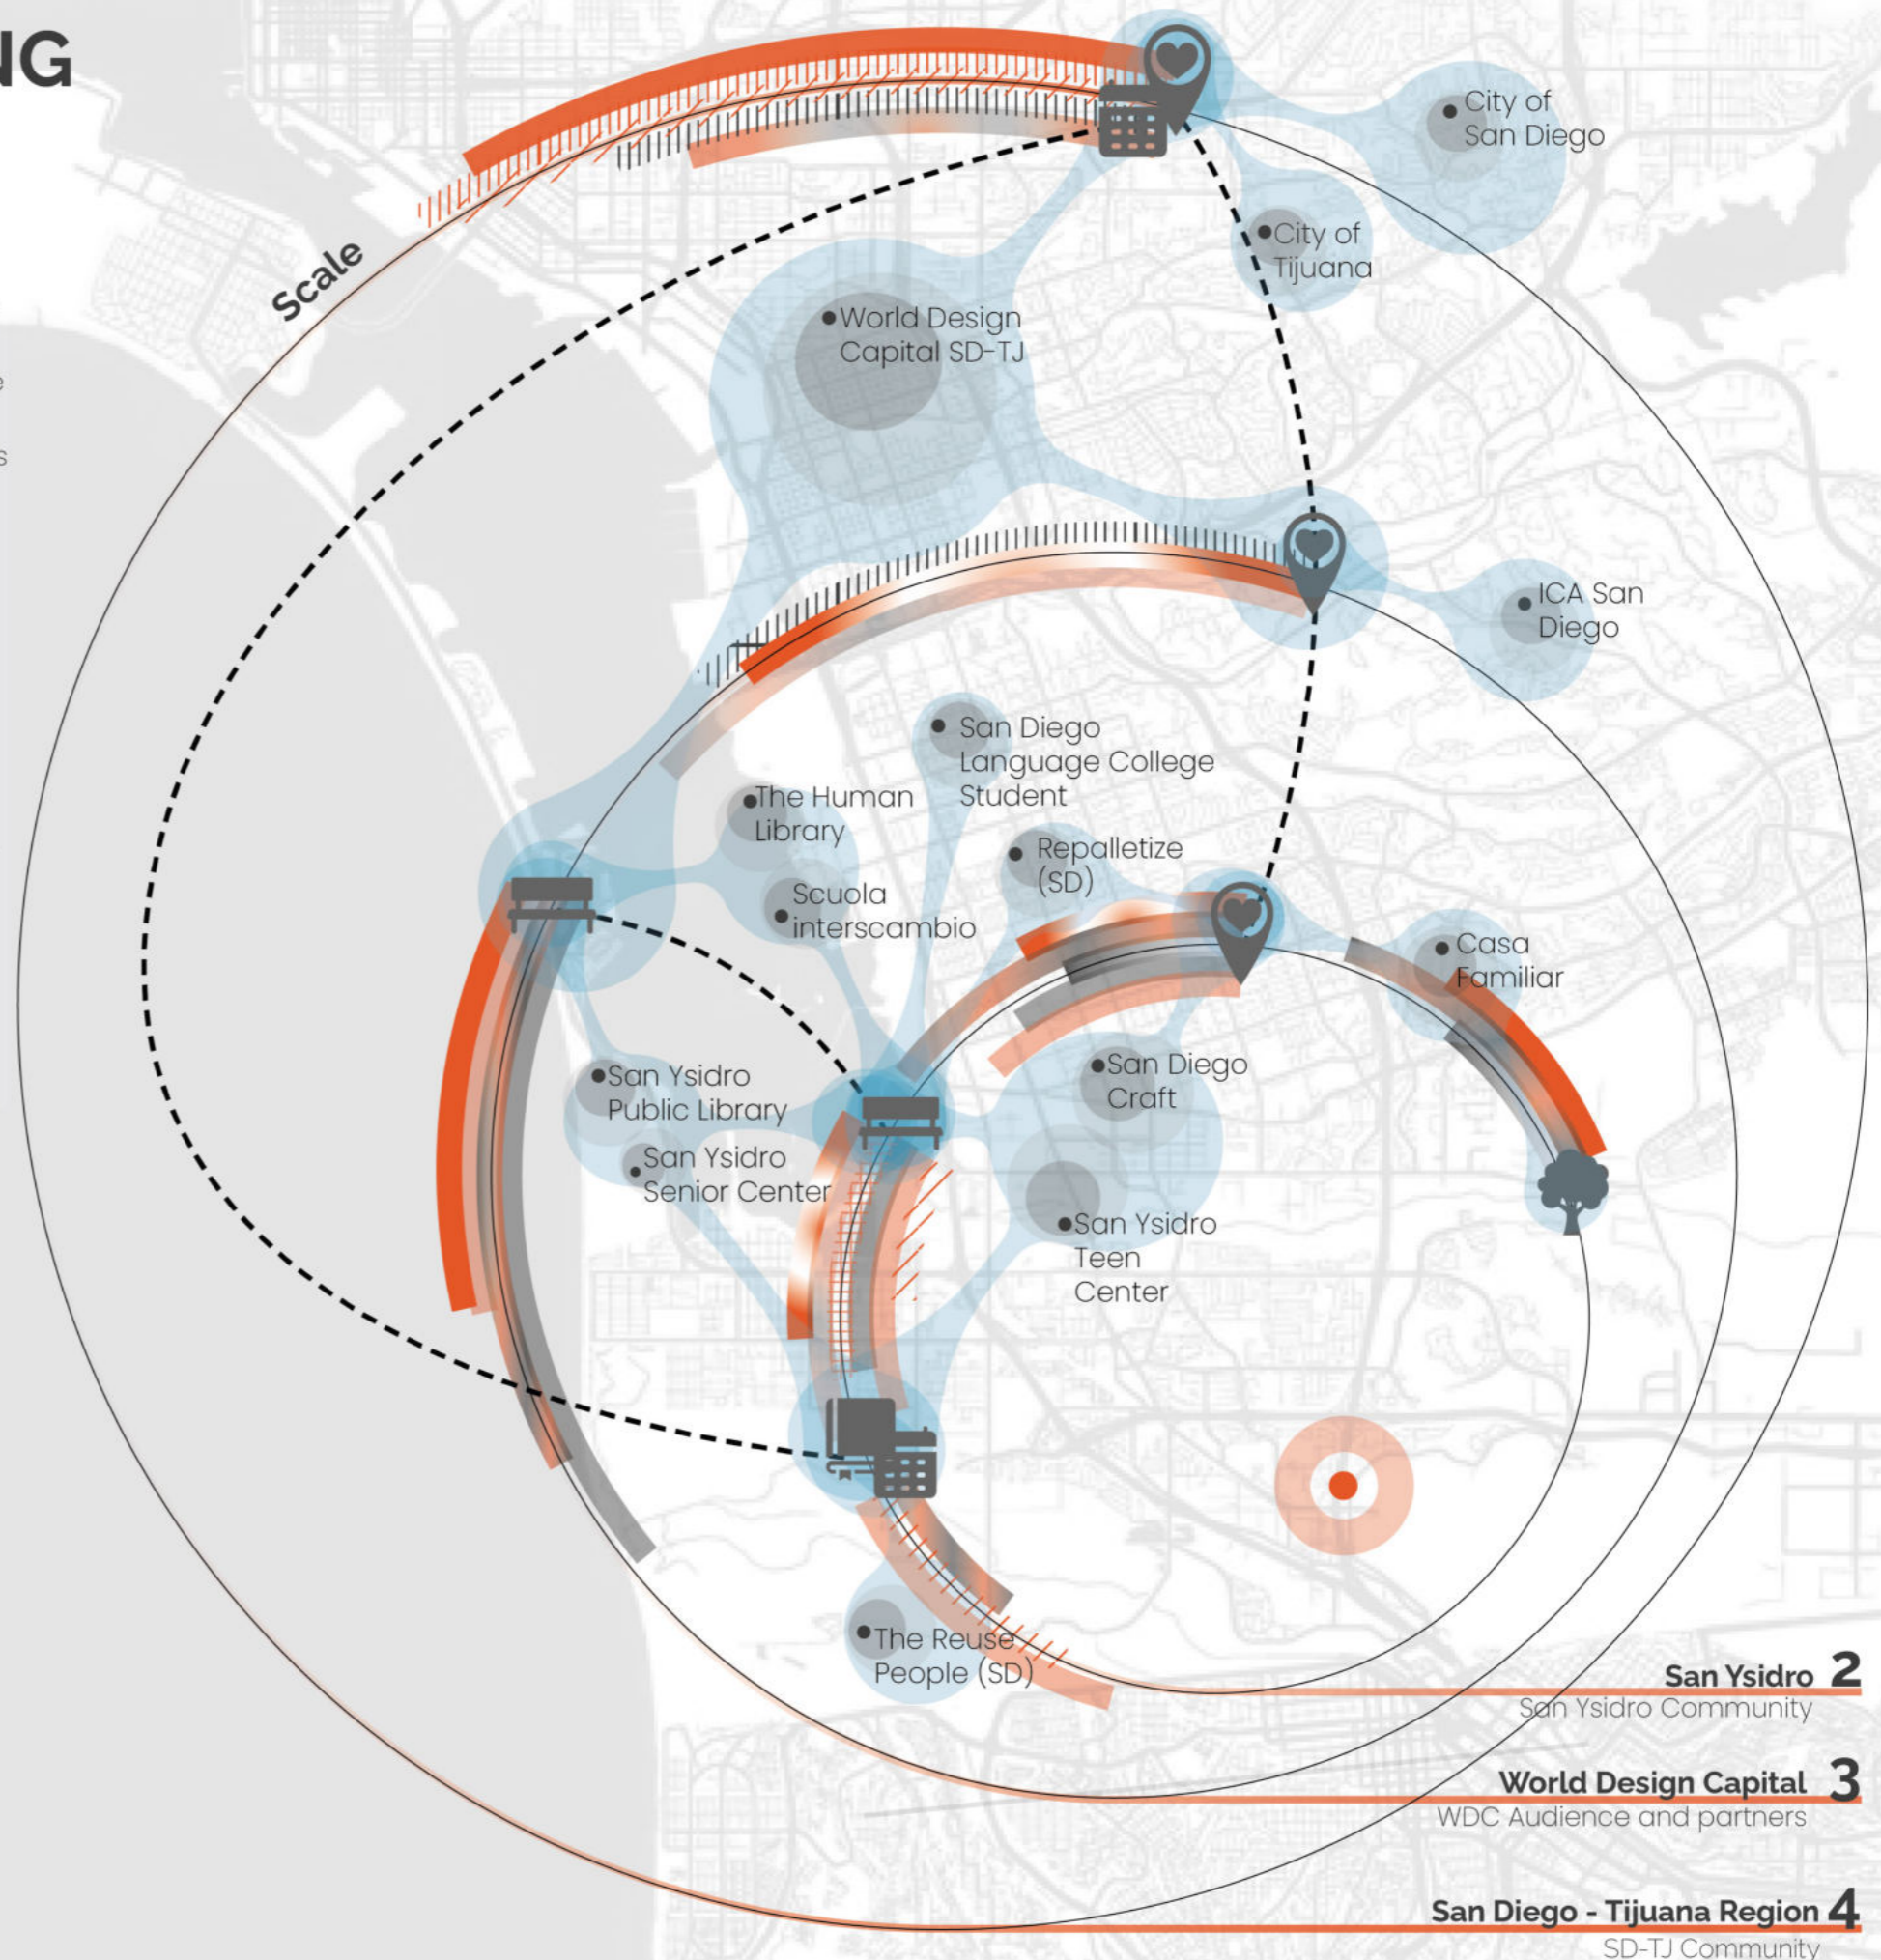 Scale
City of
San Diego
City of
Tijuana
World Design
Capital SD-TJ
ICA San
Diego
San Diego
Language College
Student
The Human
Library
Repalletize
(SD)
Scuola
interscambio
Casa
Familiar
San Ysidro
Public Library
San Diego
Craft
San Ysidro
Senior Center
San Ysidro
Teen
Center
The Reuse
People (SD)
San Ysidro 2
San Ysidro Community
World Design Capital 3
WDC Audience and partners
San Diego - Tijuana Region 4
SD-TJ Community